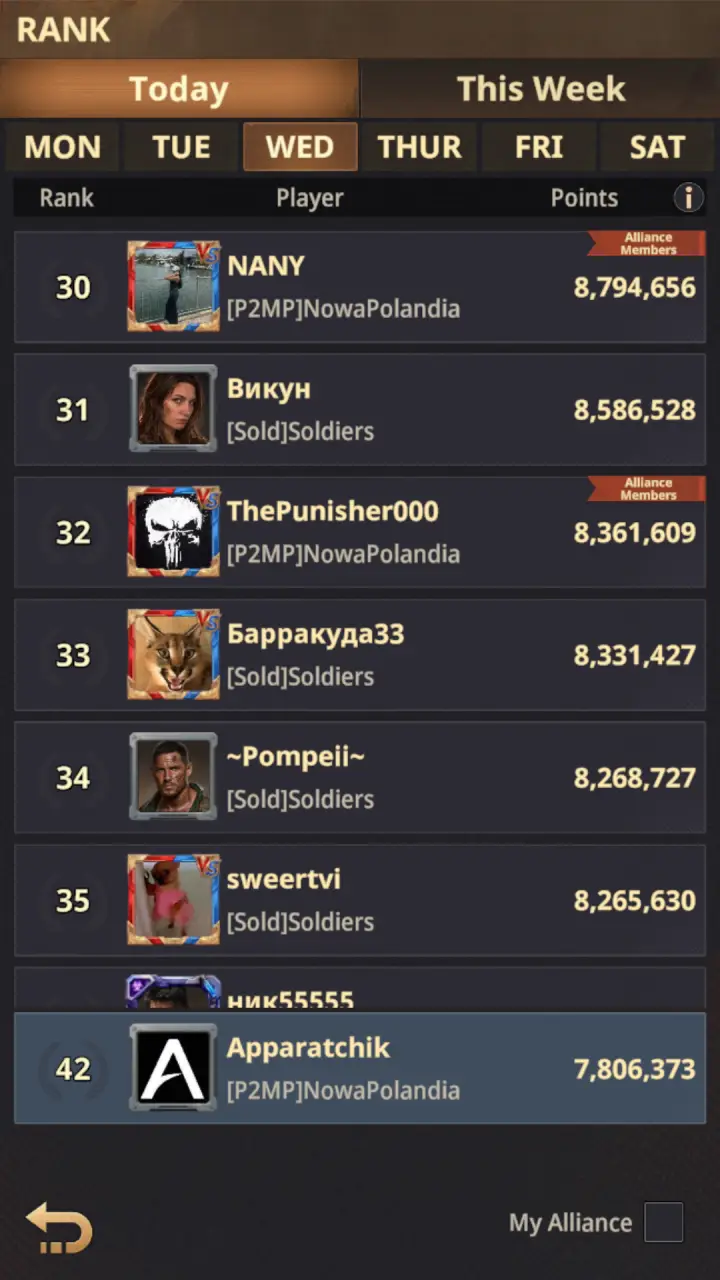 RANK
Today
This Week
MON
TUE
WED
THUR
FRI
SAT
Rank
Player
Points
Alliance
Members
30
NANY
8,794,656
[P2MP]NowaPolandia
31
Викун
8,586,528
[Sold]Soldiers
Alliance
Members
32
ThePunisher000
8,361,609
[P2MP]NowaPolandia
33
Барракуда33
8,331,427
[Sold]Soldiers
34
~Pompeii~
8,268,727
[Sold]Soldiers
35
sweertvi
8,265,630
[Sold]Soldiers
ник55555
42
Apparatchik
7,806,373
[P2MP]NowaPolandia
My Alliance